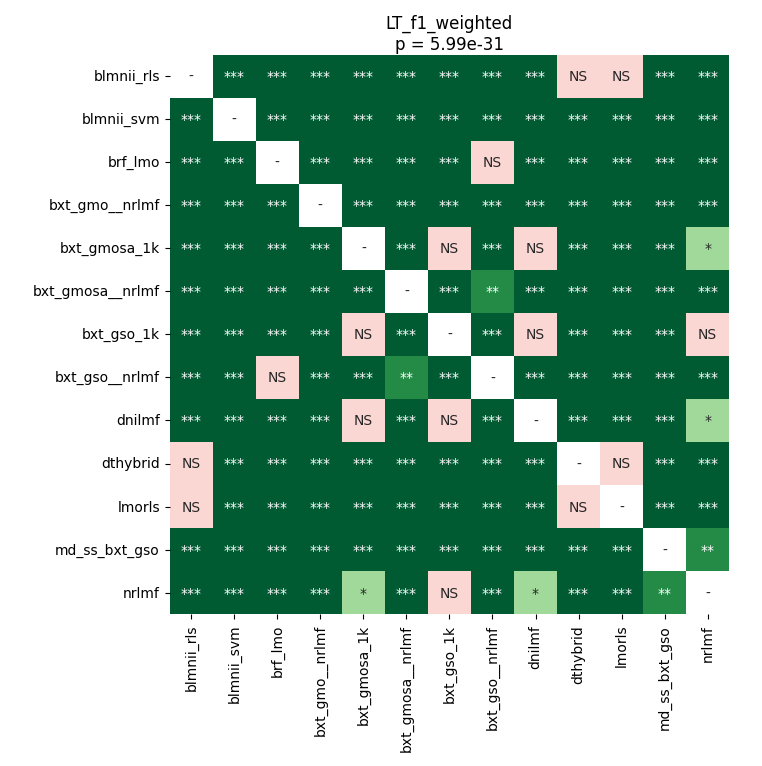 LT_f1_weighted
p = 5.99e-31
blmnii_rls - *** *** *** *** *** *** *** *** NS NS *** ***
blmnii_svm *** - *** *** *** *** *** *** *** *** *** *** ***
brf_lmo *** *** - *** *** *** *** NS *** *** *** *** ***
bxt_gmo__nrlmf *** *** *** - *** *** *** *** *** *** *** *** ***
bxt_gmosa_1k *** *** *** *** - *** NS *** NS *** *** *** *
bxt_gmosa__nrlmf *** *** *** *** *** - *** ** *** *** *** *** ***
bxt_gso_1k *** *** *** *** NS *** - *** NS *** *** *** NS
bxt_gso__nrlmf *** *** NS *** *** ** *** - *** *** *** *** ***
dnilmf *** *** *** *** NS *** NS *** - *** *** *** *
dthybrid NS *** *** *** *** *** *** *** *** - NS *** ***
lmorls NS *** *** *** *** *** *** *** *** NS - *** ***
md_ss_bxt_gso *** *** *** *** *** *** *** *** *** *** *** - **
nrlmf *** *** *** *** * *** NS *** * *** *** ** -
blmnii_rls
blmnii_svm
brf_lmo
bxt_gmo__nrlmf
bxt_gmosa_1k
bxt_gmosa__nrlmf
bxt_gso_1k
bxt_gso__nrlmf
dnilmf
dthybrid
lmorls
md_ss_bxt_gso
nrlmf